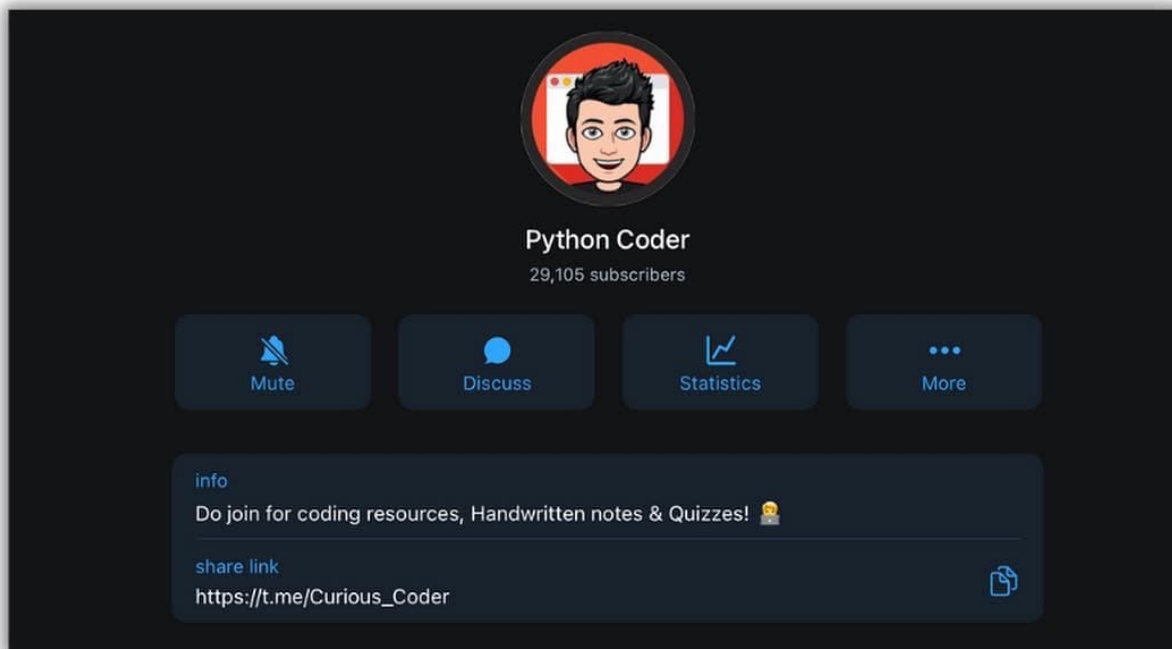 Python Coder
29,105 subscribers
Mute
Discuss
Statistics
More
info
Do join for coding resources, Handwritten notes & Quizzes! 👨‍💻
share link
https://t.me/Curious_Coder